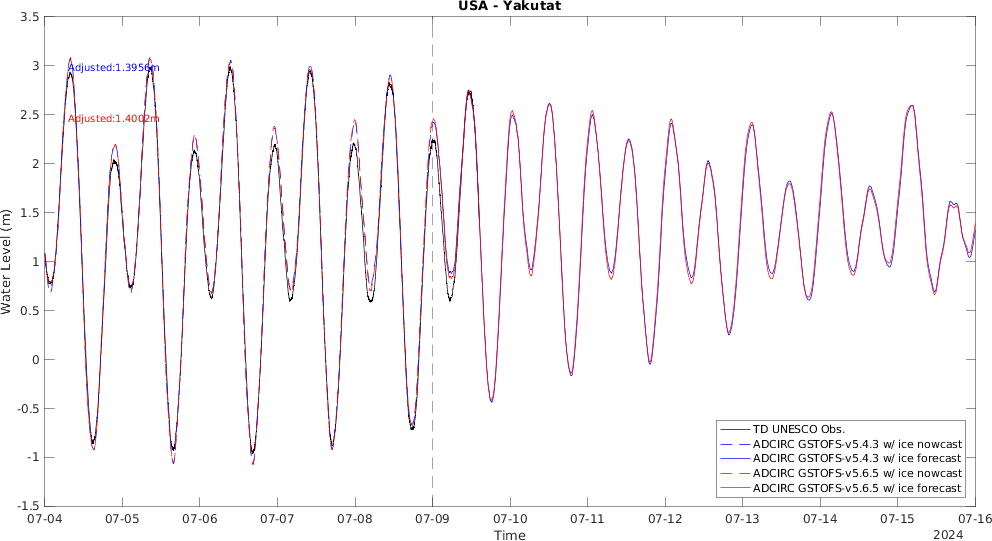 USA - Yakutat
3.5
3
2.5
2
1.5
1
0.5
0
-0.5
-1
-1.5
Water Level (m)
Adjusted:1.3956m
Adjusted:1.4002m
TD UNESCO Obs.
ADCIRC GSTOFS-v5.4.3 w/ ice nowcast
ADCIRC GSTOFS-v5.4.3 w/ ice forecast
ADCIRC GSTOFS-v5.6.5 w/ ice nowcast
ADCIRC GSTOFS-v5.6.5 w/ ice forecast
07-04 07-05 07-06 07-07 07-08 07-09 07-10 07-11 07-12 07-13 07-14 07-15 07-16
Time
2024